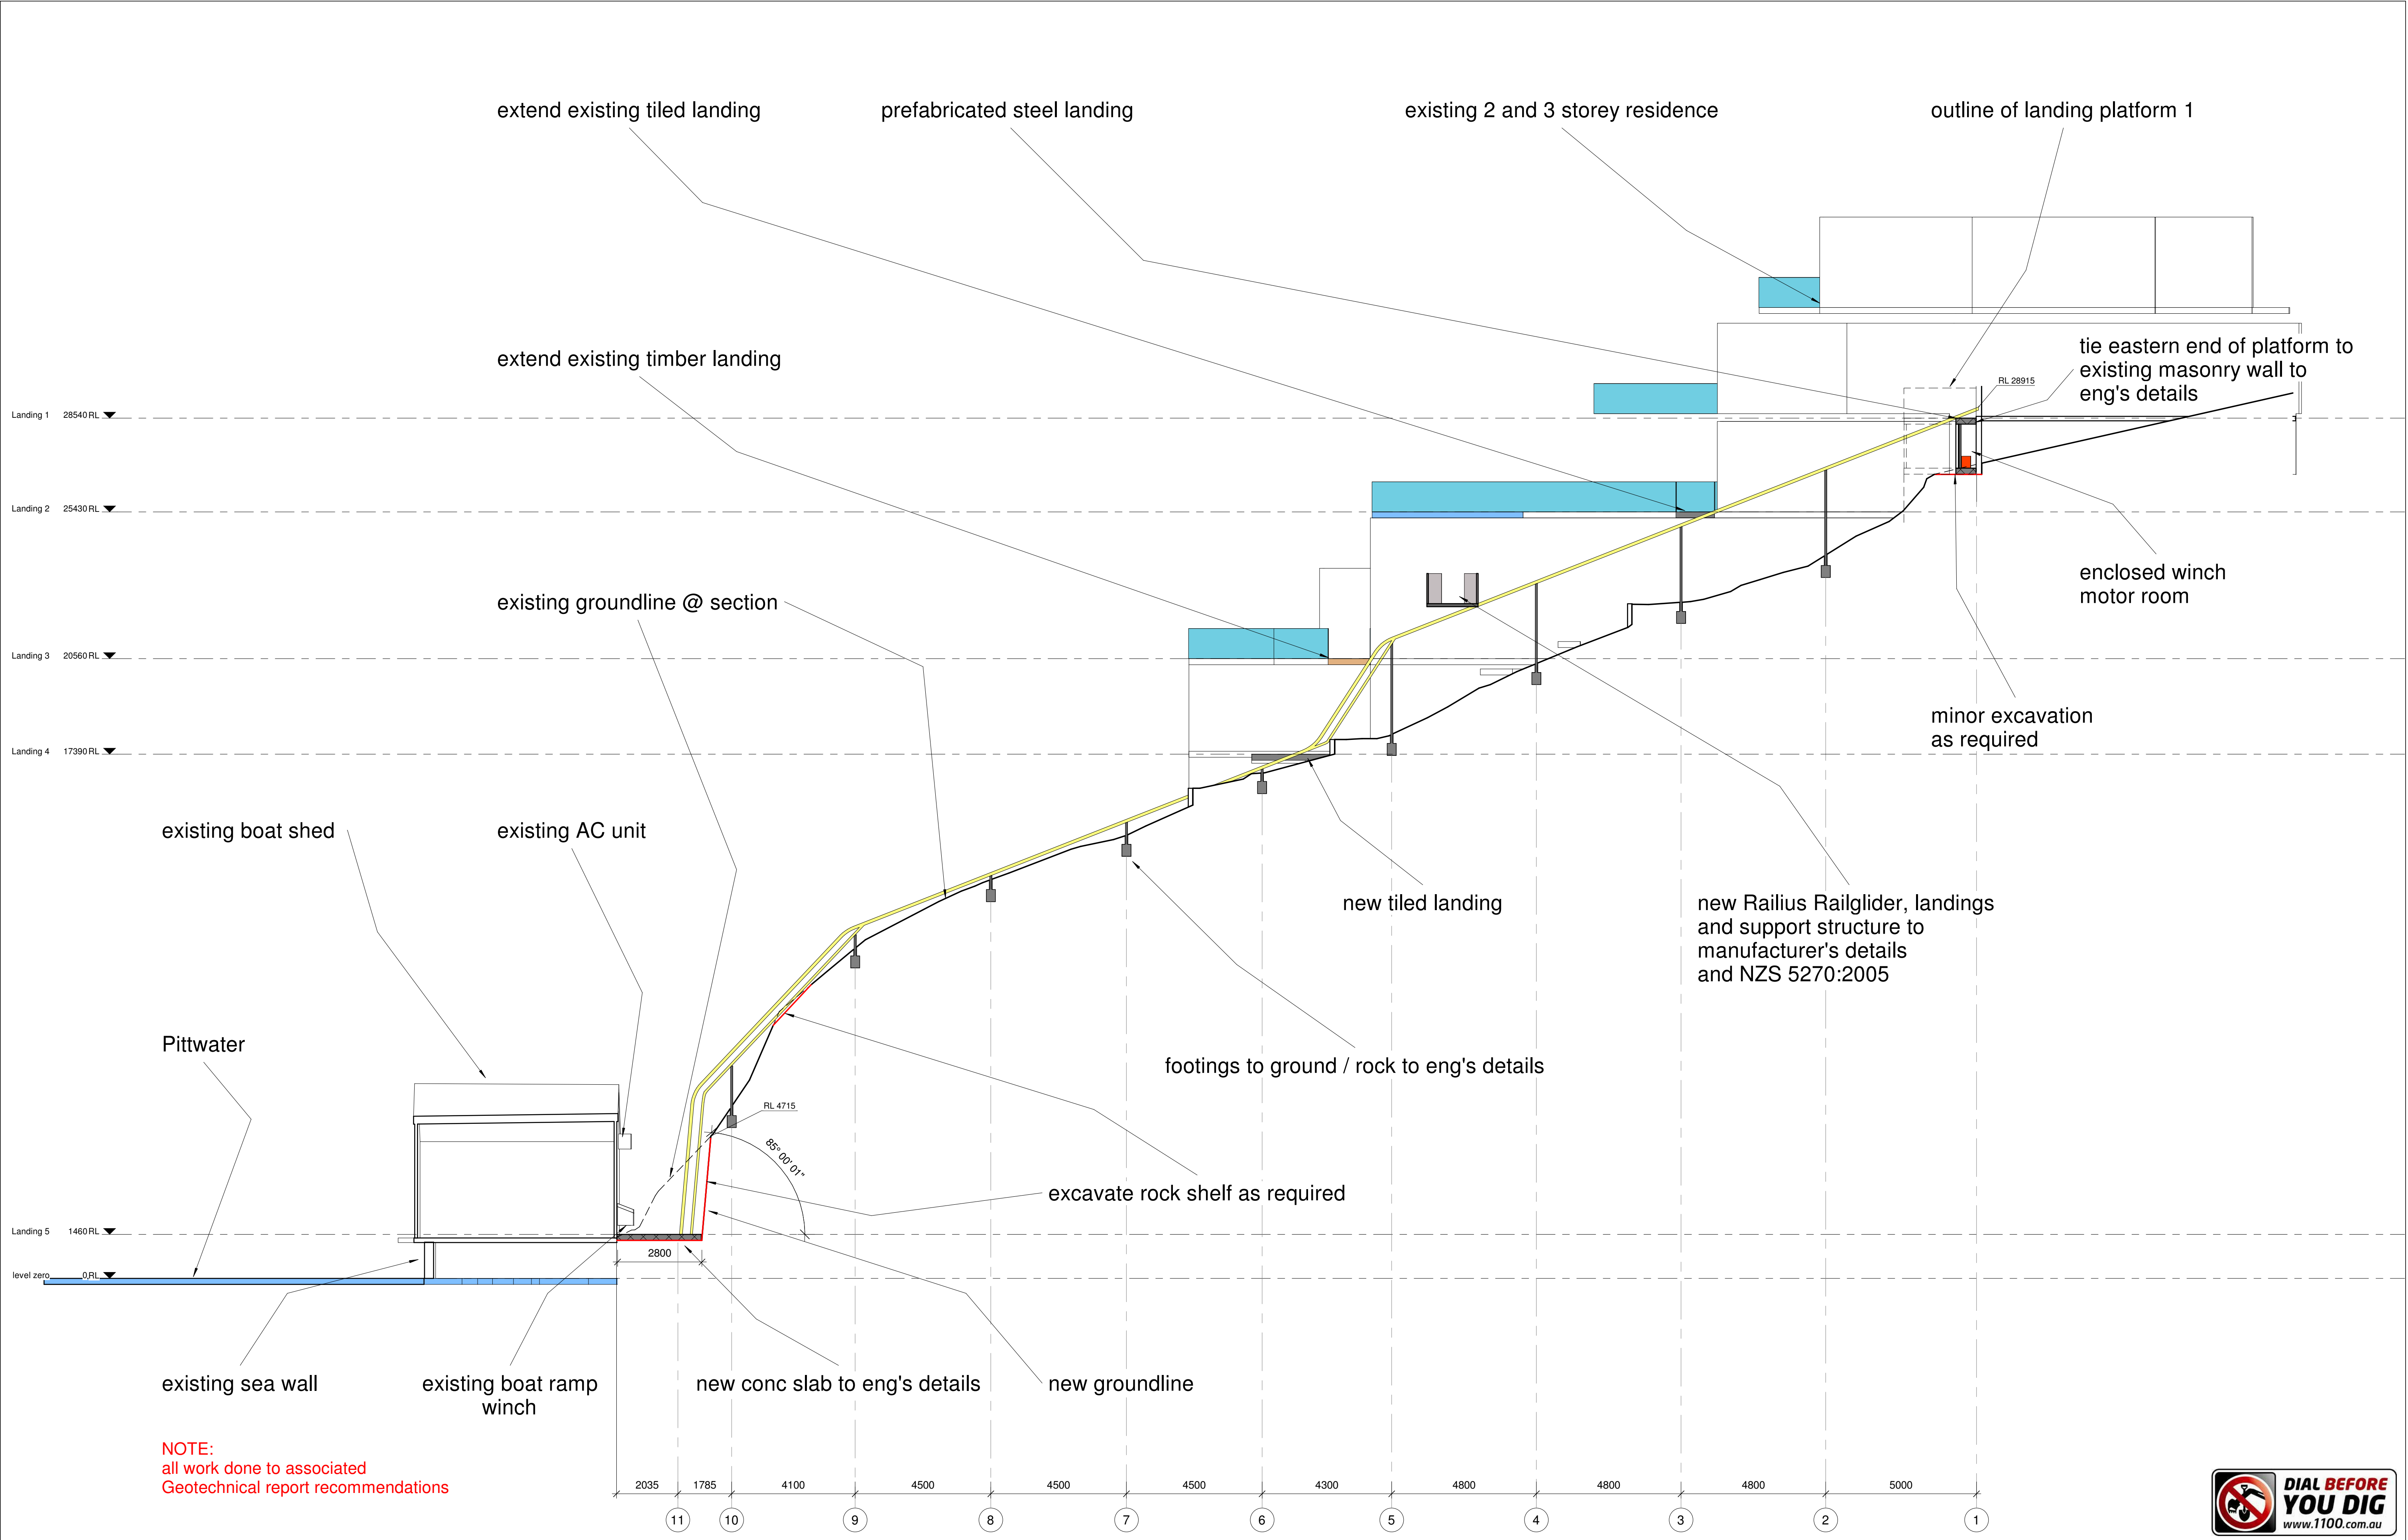 extend existing tiled landing
prefabricated steel landing
existing 2 and 3 storey residence
outline of landing platform 1
extend existing timber landing
tie eastern end of platform to
existing masonry wall to
eng's details
RL 28915
Landing 1 28540 RL
Landing 2 25430 RL
enclosed winch
motor room
existing groundline @ section
Landing 3 20560 RL
minor excavation
as required
Landing 4 17390 RL
existing boat shed
existing AC unit
new tiled landing
new Railius Railglider, landings
and support structure to
manufacturer's details
and NZS 5270:2005
Pittwater
footings to ground / rock to eng's details
RL 4715
85° 00' 01"
excavate rock shelf as required
Landing 5 1460 RL
2800
level zero 0 RL
existing sea wall
existing boat ramp
winch
new conc slab to eng's details
new groundline
NOTE:
all work done to associated
Geotechnical report recommendations
2035 1785 4100 4500 4500 4500 4300 4800 4800 4800 5000
11 10 9 8 7 6 5 4 3 2 1
DIAL BEFORE
YOU DIG
www.1100.com.au